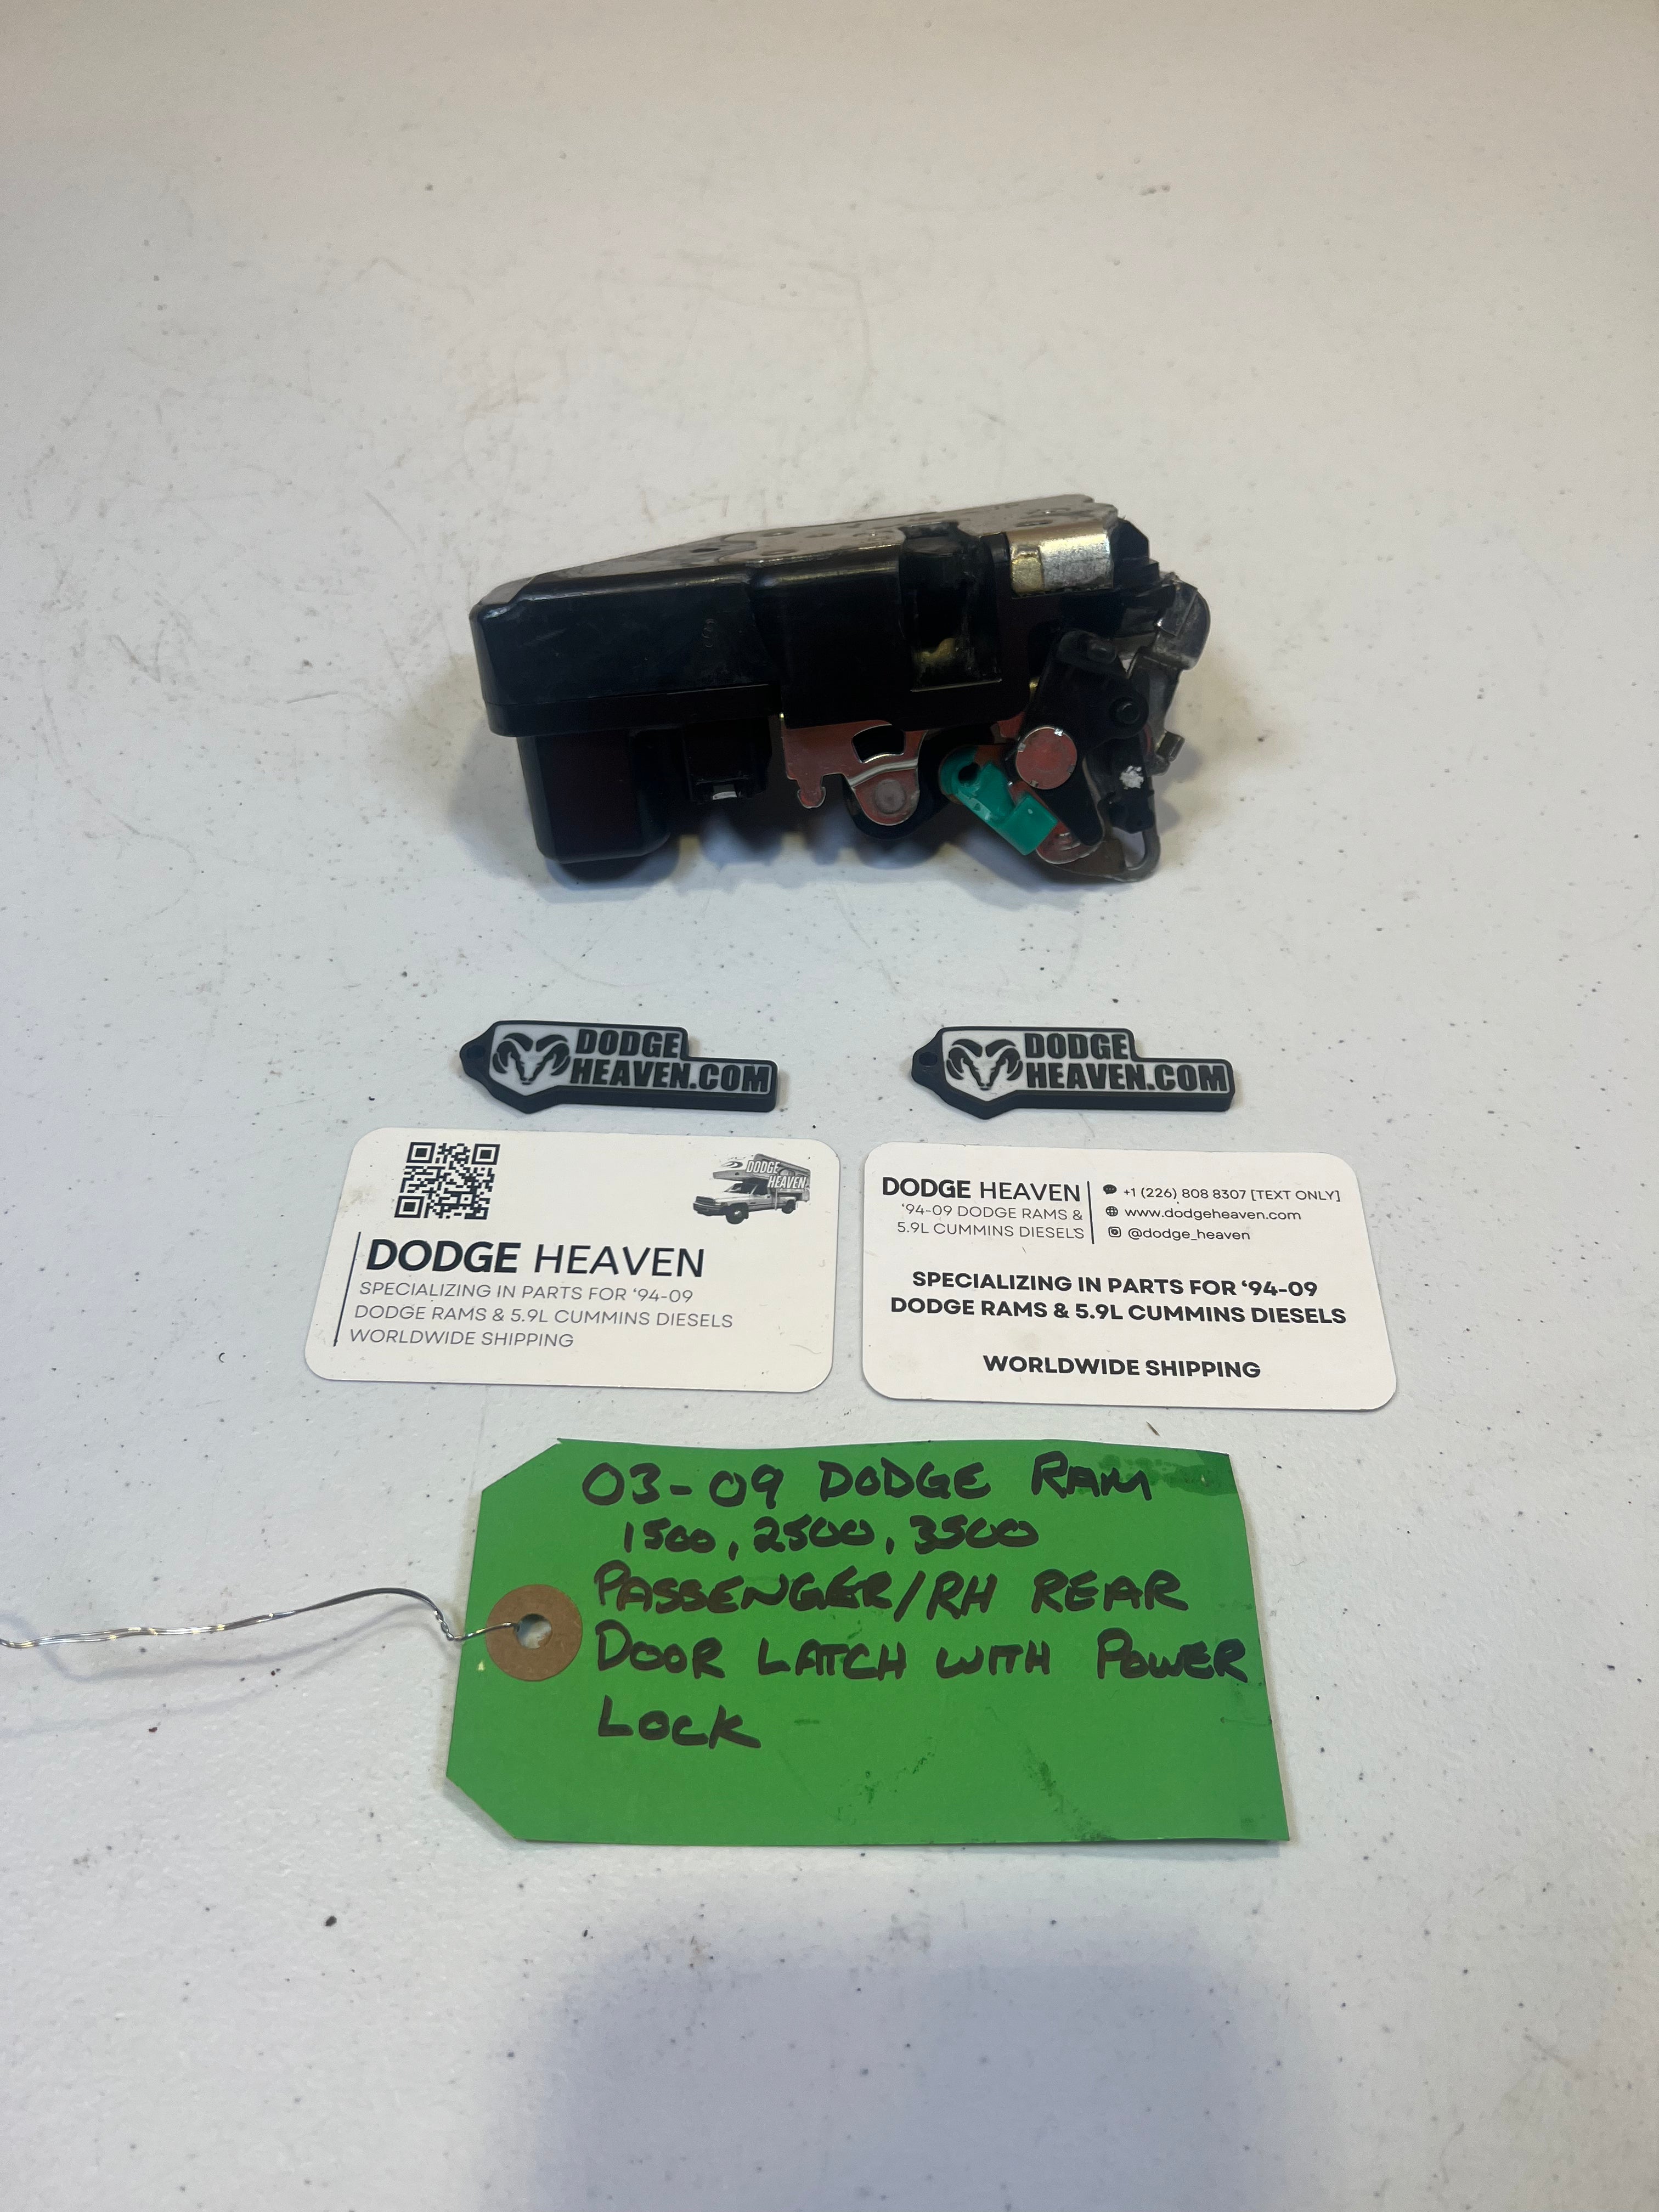 DODGE
HEAVEN.COM
DODGE
HEAVEN.COM
DODGE
HEAVEN
DODGE HEAVEN
SPECIALIZING IN PARTS FOR ‘94-09
DODGE RAMS & 5.9L CUMMINS DIESELS
WORLDWIDE SHIPPING
DODGE HEAVEN
‘94-09 DODGE RAMS &
5.9L CUMMINS DIESELS
+1 (226) 808 8307 [TEXT ONLY]
www.dodgeheaven.com
@dodge_heaven
SPECIALIZING IN PARTS FOR ‘94-09
DODGE RAMS & 5.9L CUMMINS DIESELS
WORLDWIDE SHIPPING
03-09 DODGE RAM
1500, 2500, 3500
PASSENGER/RH REAR
DOOR LATCH WITH POWER
LOCK